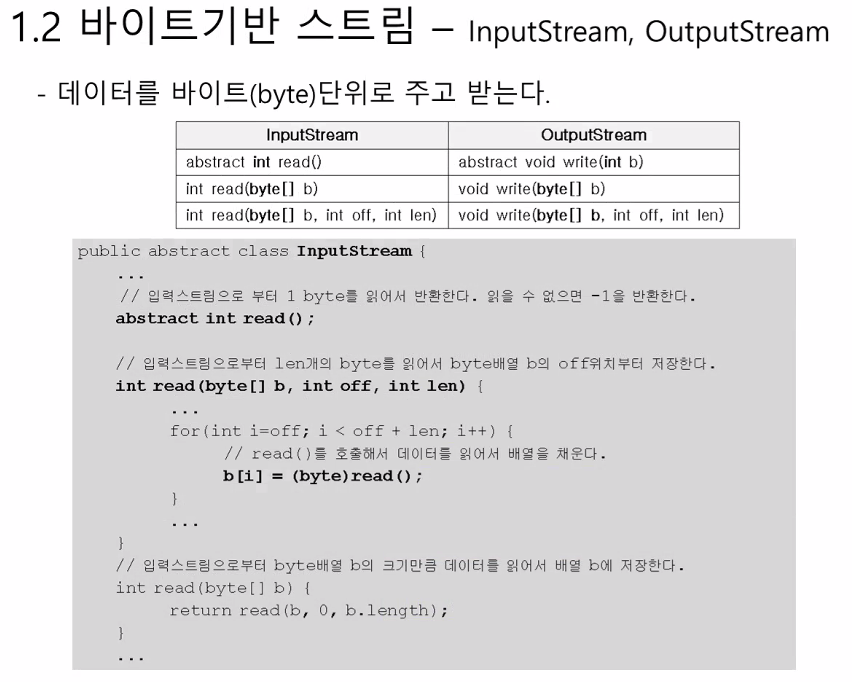 1.2 바이트기반 스트림 – InputStream, OutputStream
- 데이터를 바이트(byte)단위로 주고 받는다.
InputStream OutputStream
abstract int read() abstract void write(int b)
int read(byte[] b) void write(byte[] b)
int read(byte[] b, int off, int len) void write(byte[] b, int off, int len)
public abstract class InputStream {
...
// 입력스트림으로 부터 1 byte를 읽어서 반환한다. 읽을 수 없으면 -1을 반환한다.
abstract int read();
// 입력스트림으로부터 len개의 byte를 읽어서 byte배열 b의 off위치부터 저장한다.
int read(byte[] b, int off, int len) {
...
for(int i=off; i < off + len; i++) {
// read()를 호출해서 데이터를 읽어서 배열을 채운다.
b[i] = (byte)read();
}
...
}
// 입력스트림으로부터 byte배열 b의 크기만큼 데이터를 읽어서 배열 b에 저장한다.
int read(byte[] b) {
return read(b, 0, b.length);
}
...